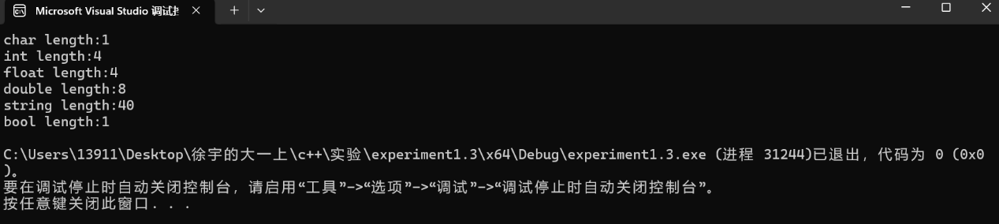 Microsoft Visual Studio 调试
char length:1
int length:4
float length:4
double length:8
string length:40
bool length:1
C:\Users\13911\Desktop\徐宇的大一上\c++\实验\experiment1.3\x64\Debug\experiment1.3.exe (进程 31244)已退出，代码为 0 (0x0
)。
要在调试停止时自动关闭控制台，请启用“工具”->“选项”->“调试”->“调试停止时自动关闭控制台”。
按任意键关闭此窗口. . .